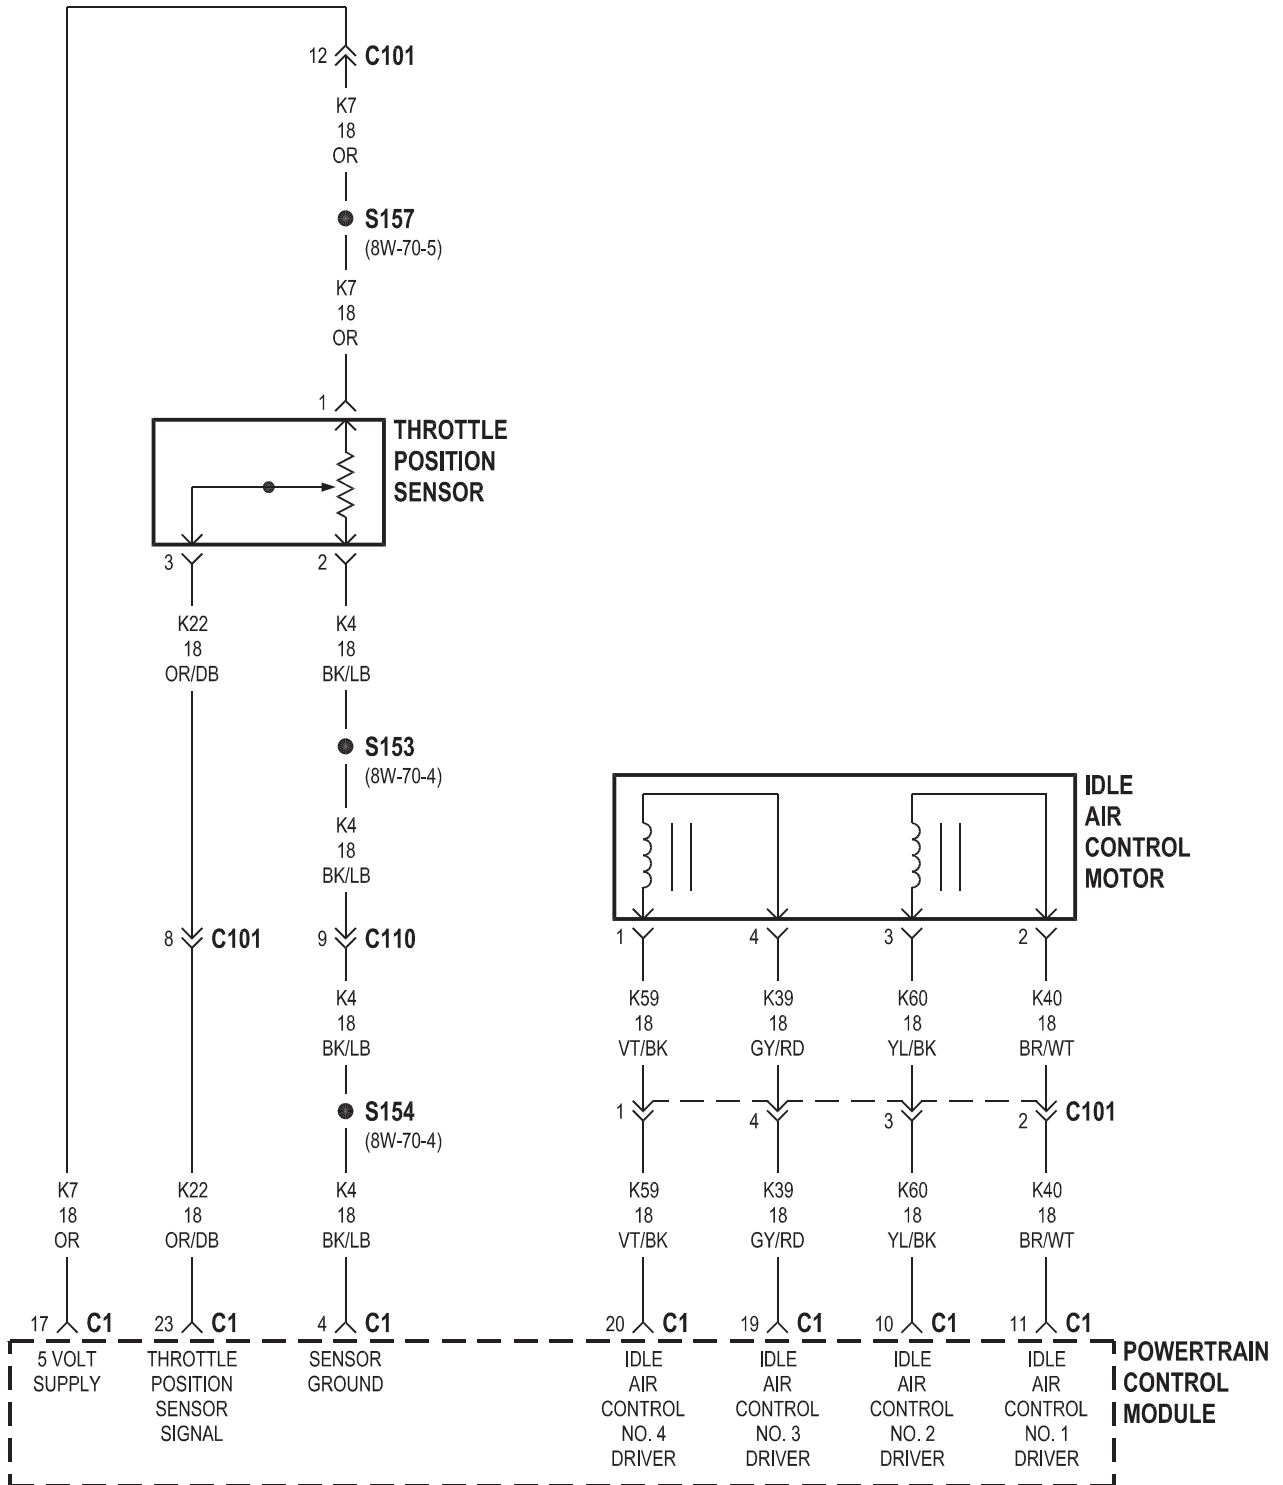 12 C101
K7
18
OR
S157
(8W-70-5)
K7
18
OR
1
THROTTLE
POSITION
SENSOR
3 2
K22 K4
18 18
OR/DB BK/LB
S153
(8W-70-4)
K4
18
BK/LB
IDLE
AIR
CONTROL
MOTOR
8 C101 9 C110 1 4 3 2
K4 K59 K39 K60 K40
18 18 18 18 18
BK/LB VT/BK GY/RD YL/BK BR/WT
S154
(8W-70-4)
1 4 3 2 C101
K7 K22 K4 K59 K39 K60 K40
18 18 18 18 18 18 18
OR OR/DB BK/LB VT/BK GY/RD YL/BK BR/WT
17 C1 23 C1 4 C1 20 C1 19 C1 10 C1 11 C1
5 VOLT
SUPPLY
THROTTLE
POSITION
SENSOR
SIGNAL
SENSOR
GROUND
IDLE
AIR
CONTROL
NO. 4
DRIVER
IDLE
AIR
CONTROL
NO. 3
DRIVER
IDLE
AIR
CONTROL
NO. 2
DRIVER
IDLE
AIR
CONTROL
NO. 1
DRIVER
POWERTRAIN
CONTROL
MODULE